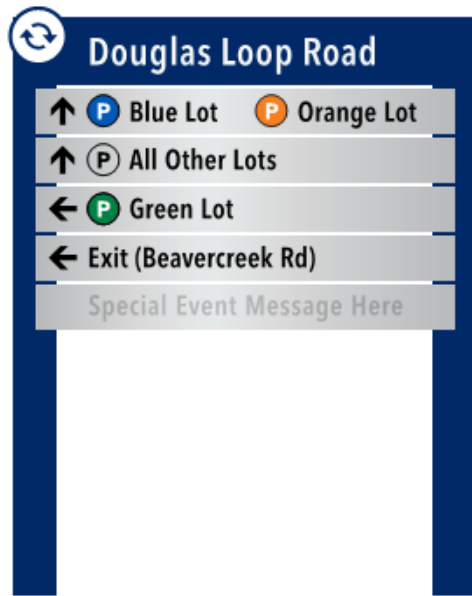 Douglas Loop Road
↑ P Blue Lot P Orange Lot
↑ P All Other Lots
← P Green Lot
← Exit (Beavercreek Rd)
Special Event Message Here